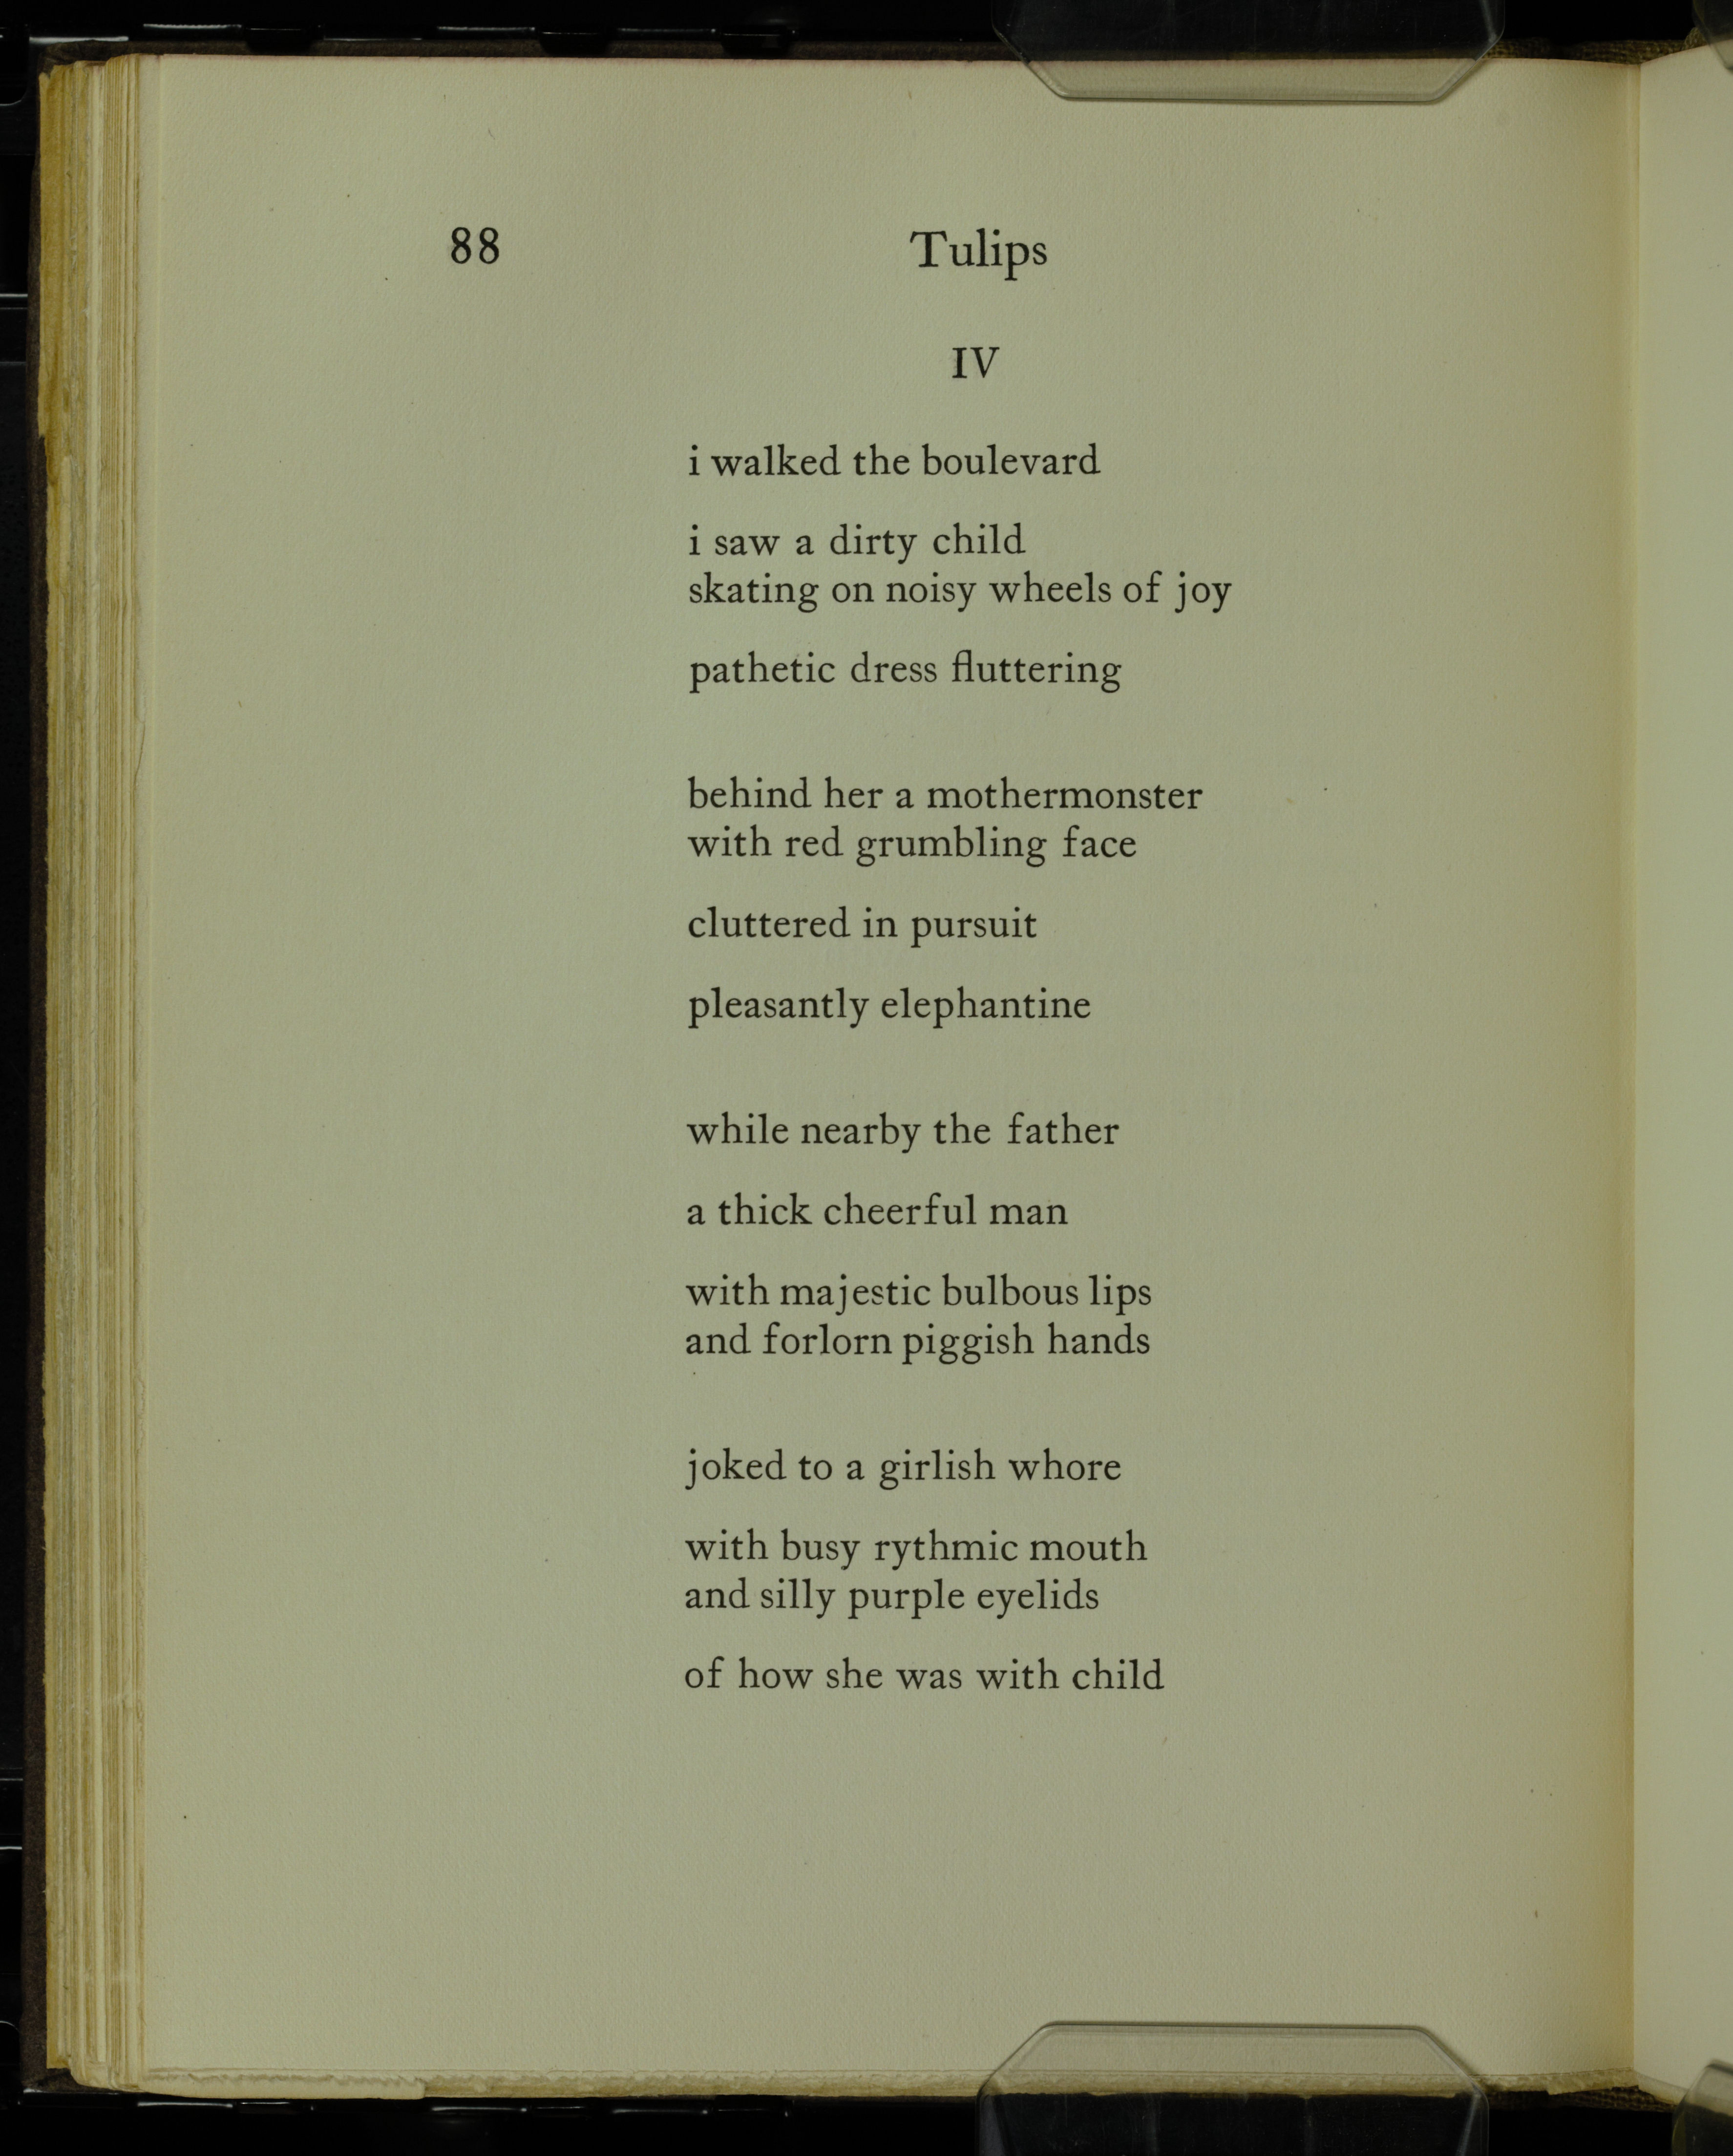 88 Tulips
IV
i walked the boulevard
i saw a dirty child
skating on noisy wheels of joy
pathetic dress fluttering
behind her a mothermonster
with red grumbling face
cluttered in pursuit
pleasantly elephantine
while nearby the father
a thick cheerful man
with majestic bulbous lips
and forlorn piggish hands
joked to a girlish whore
with busy rythmic mouth
and silly purple eyelids
of how she was with child